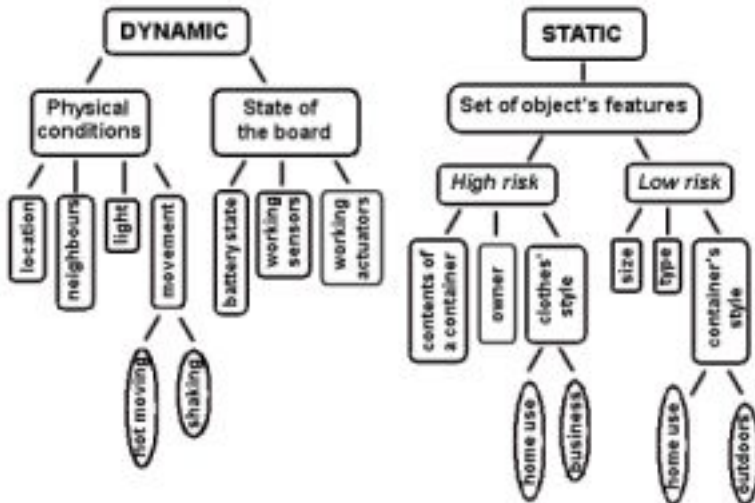 DYNAMIC
Physical
conditions
State of
the board
location
neighbours
light
movement
battery state
working
sensors
working
actuators
not moving
shaking
STATIC
Set of object's features
High risk
Low risk
contents of
a container
owner
clothes'
style
size
type
container's
style
home use
business
home use
outdoors